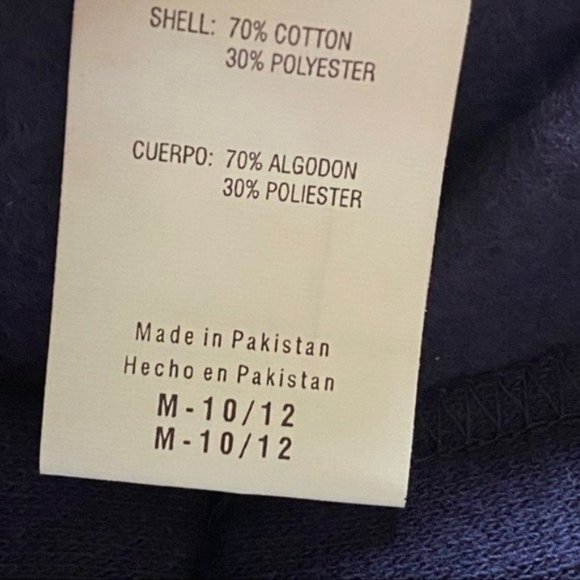 SHELL: 70% COTTON
30% POLYESTER
CUERPO: 70% ALGODON
30% POLIESTER
Made in Pakistan
Hecho en Pakistan
M-10/12
M-10/12